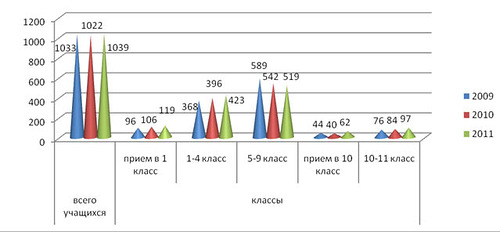 1200
1000
800
600
400
200
0
1033
1022
1039
96
106
119
368
396
423
589
542
519
44
40
62
76
84
97
2009
2010
2011
прием в 1
класс
1-4 класс
5-9 класс
прием в 10
класс
10-11 класс
всего
учащихся
классы